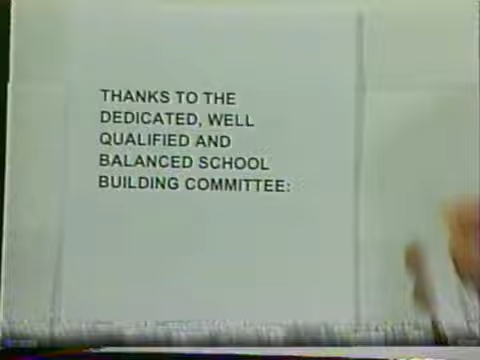 THANKS TO THE
DEDICATED, WELL
QUALIFIED AND
BALANCED SCHOOL
BUILDING COMMITTEE: